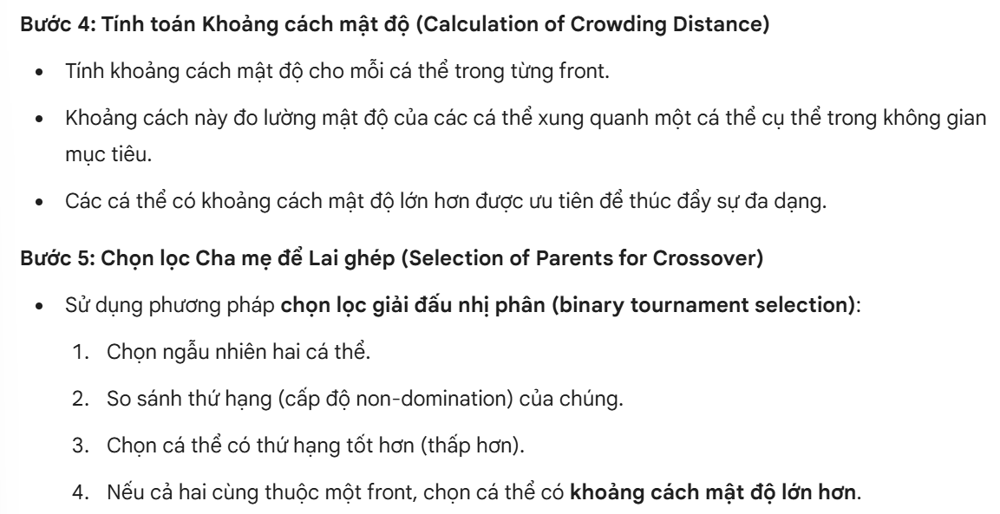 Bước 4: Tính toán Khoảng cách mật độ (Calculation of Crowding Distance)
• Tính khoảng cách mật độ cho mỗi cá thể trong từng front.
• Khoảng cách này đo lường mật độ của các cá thể xung quanh một cá thể cụ thể trong không gian
mục tiêu.
• Các cá thể có khoảng cách mật độ lớn hơn được ưu tiên để thúc đẩy sự đa dạng.
Bước 5: Chọn lọc Cha mẹ để Lai ghép (Selection of Parents for Crossover)
• Sử dụng phương pháp chọn lọc giải đấu nhị phân (binary tournament selection):
1. Chọn ngẫu nhiên hai cá thể.
2. So sánh thứ hạng (cấp độ non-domination) của chúng.
3. Chọn cá thể có thứ hạng tốt hơn (thấp hơn).
4. Nếu cả hai cùng thuộc một front, chọn cá thể có khoảng cách mật độ lớn hơn.